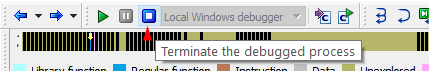 Local Windows debugger
Terminate the debugged process
Library function Regular function Instruction Data Unexplored